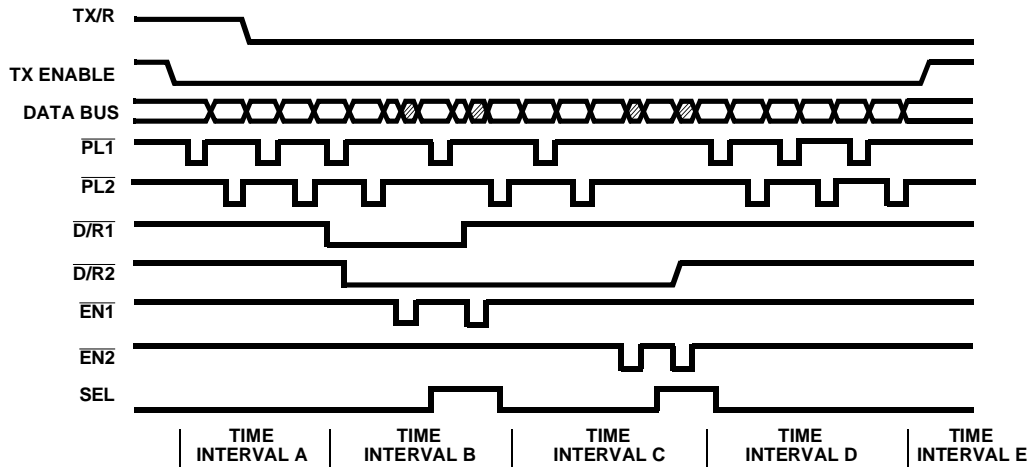 TX/R
TX ENABLE
DATA BUS
PL1
PL2
D/R1
D/R2
EN1
EN2
SEL
TIME
INTERVAL A
TIME
INTERVAL B
TIME
INTERVAL C
TIME
INTERVAL D
TIME
INTERVAL E